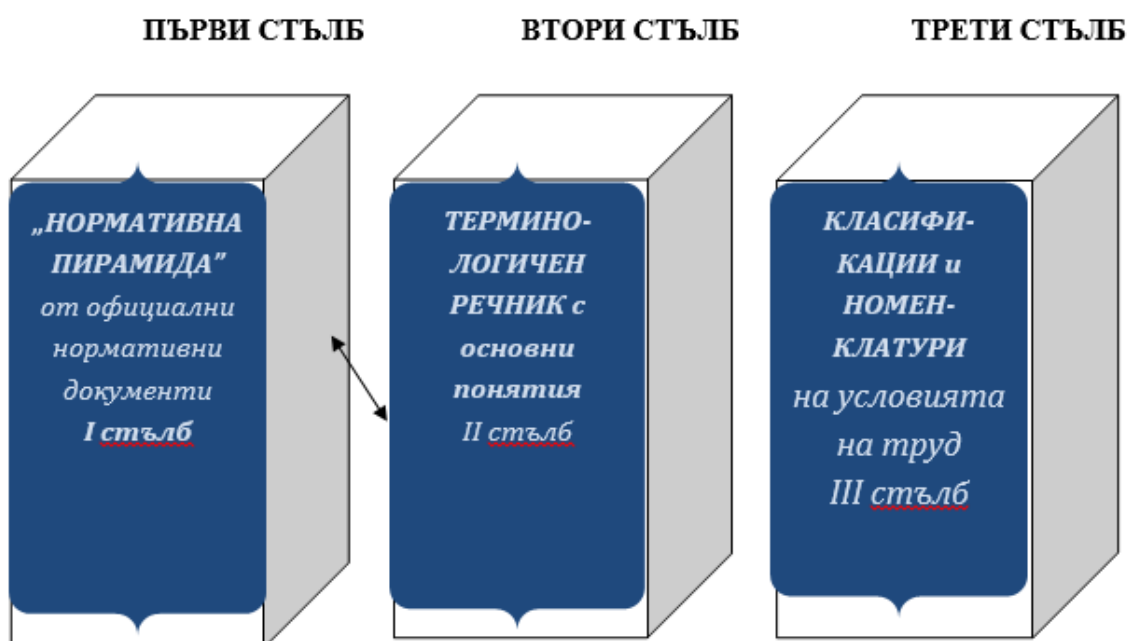 ПЪРВИ СТЪЛБ
ВТОРИ СТЪЛБ
ТРЕТИ СТЪЛБ
„НОРМАТИВНА
ПИРАМИДА”
от официални
нормативни
документи
I стълб
ТЕРМИНО-
ЛОГИЧЕН
РЕЧНИК с
основни
понятия
II стълб
КЛАСИФИ-
КАЦИИ и
НОМЕН-
КЛАТУРИ
на условията
на труд
III стълб